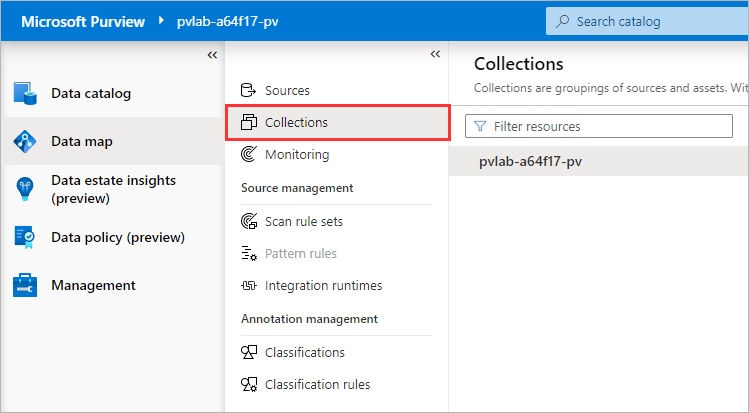 Microsoft Purview
pvlab-a64f17-pv
Search catalog
Data catalog
Data map
Data estate insights
(preview)
Data policy (preview)
Management
Sources
Collections
Monitoring
Source management
Scan rule sets
Pattern rules
Integration runtimes
Annotation management
Classifications
Classification rules
Collections
Collections are groupings of sources and assets. Wit
Filter resources
pvlab-a64f17-pv